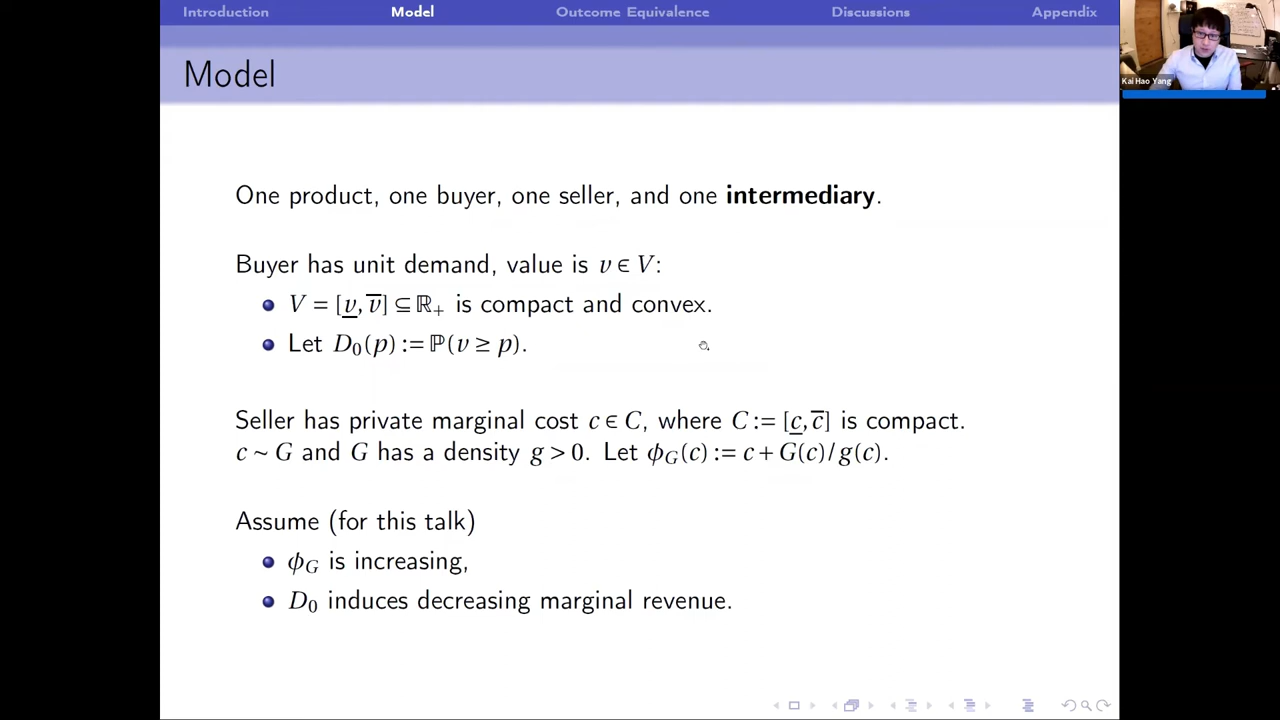 Introduction Model Outcome Equivalence Discussions Appendix
Model
One product, one buyer, one seller, and one intermediary.
Buyer has unit demand, value is v ∈ V:
V = [v̲, v̅] ⊆ ℝ₊ is compact and convex.
Let D₀(p) := ℙ(v ≥ p).
Seller has private marginal cost c ∈ C, where C := [c̲, c̅] is compact.
c ∼ G and G has a density g > 0. Let ϕ_G(c) := c + G(c)/g(c).
Assume (for this talk)
ϕ_G is increasing,
D₀ induces decreasing marginal revenue.
Kai Hao Yang